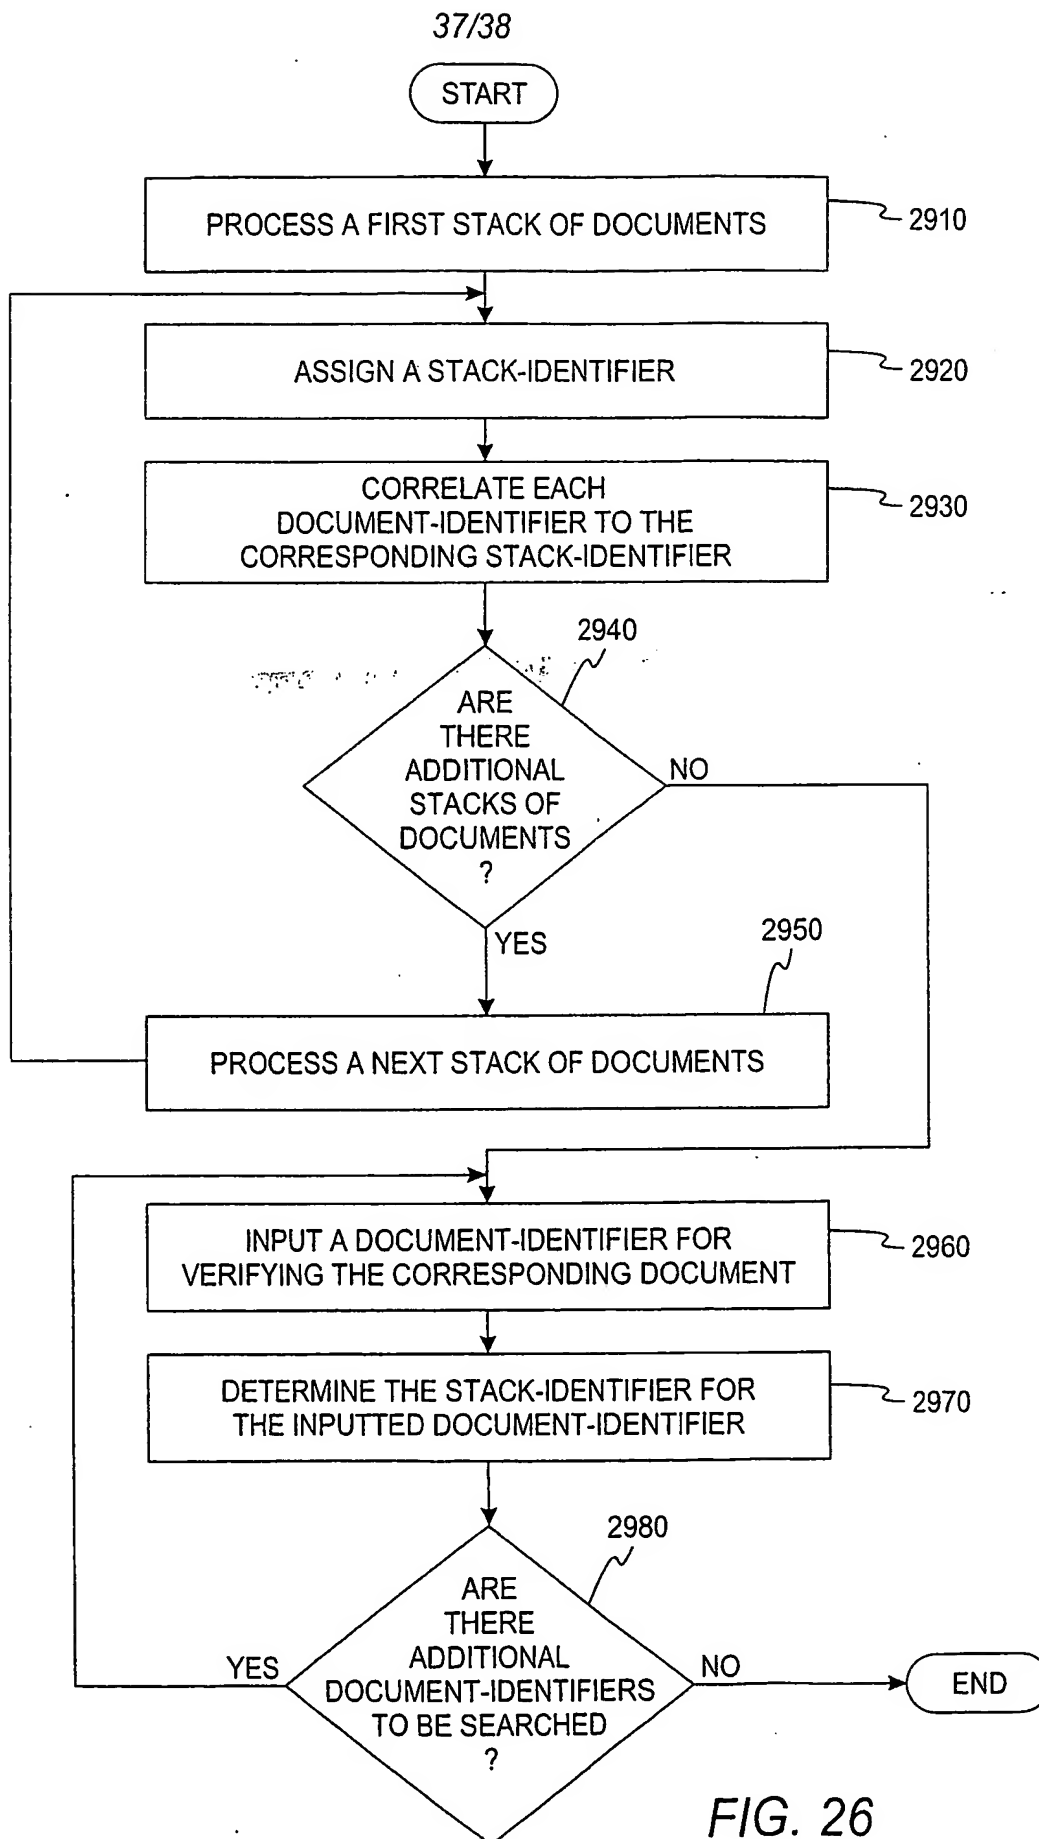 37/38
START
PROCESS A FIRST STACK OF DOCUMENTS
2910
ASSIGN A STACK-IDENTIFIER
2920
CORRELATE EACH
DOCUMENT-IDENTIFIER TO THE
CORRESPONDING STACK-IDENTIFIER
2930
2940
ARE
THERE
ADDITIONAL
STACKS OF
DOCUMENTS
?
NO
YES
2950
PROCESS A NEXT STACK OF DOCUMENTS
INPUT A DOCUMENT-IDENTIFIER FOR
VERIFYING THE CORRESPONDING DOCUMENT
2960
DETERMINE THE STACK-IDENTIFIER FOR
THE INPUTTED DOCUMENT-IDENTIFIER
2970
2980
ARE
THERE
ADDITIONAL
DOCUMENT-IDENTIFIERS
TO BE SEARCHED
?
YES
NO
END
FIG. 26